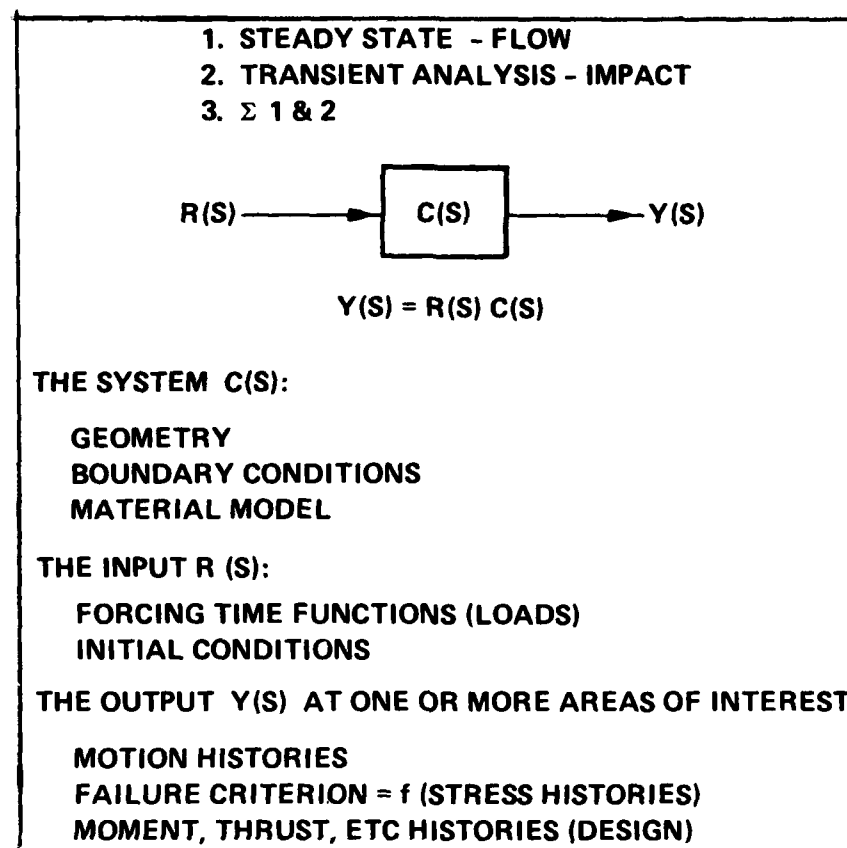 1. STEADY STATE - FLOW
2. TRANSIENT ANALYSIS - IMPACT
3. Σ 1 & 2
R(S) C(S) Y(S)
Y(S) = R(S) C(S)
THE SYSTEM C(S):
GEOMETRY
BOUNDARY CONDITIONS
MATERIAL MODEL
THE INPUT R (S):
FORCING TIME FUNCTIONS (LOADS)
INITIAL CONDITIONS
THE OUTPUT Y(S) AT ONE OR MORE AREAS OF INTEREST
MOTION HISTORIES
FAILURE CRITERION = f (STRESS HISTORIES)
MOMENT, THRUST, ETC HISTORIES (DESIGN)